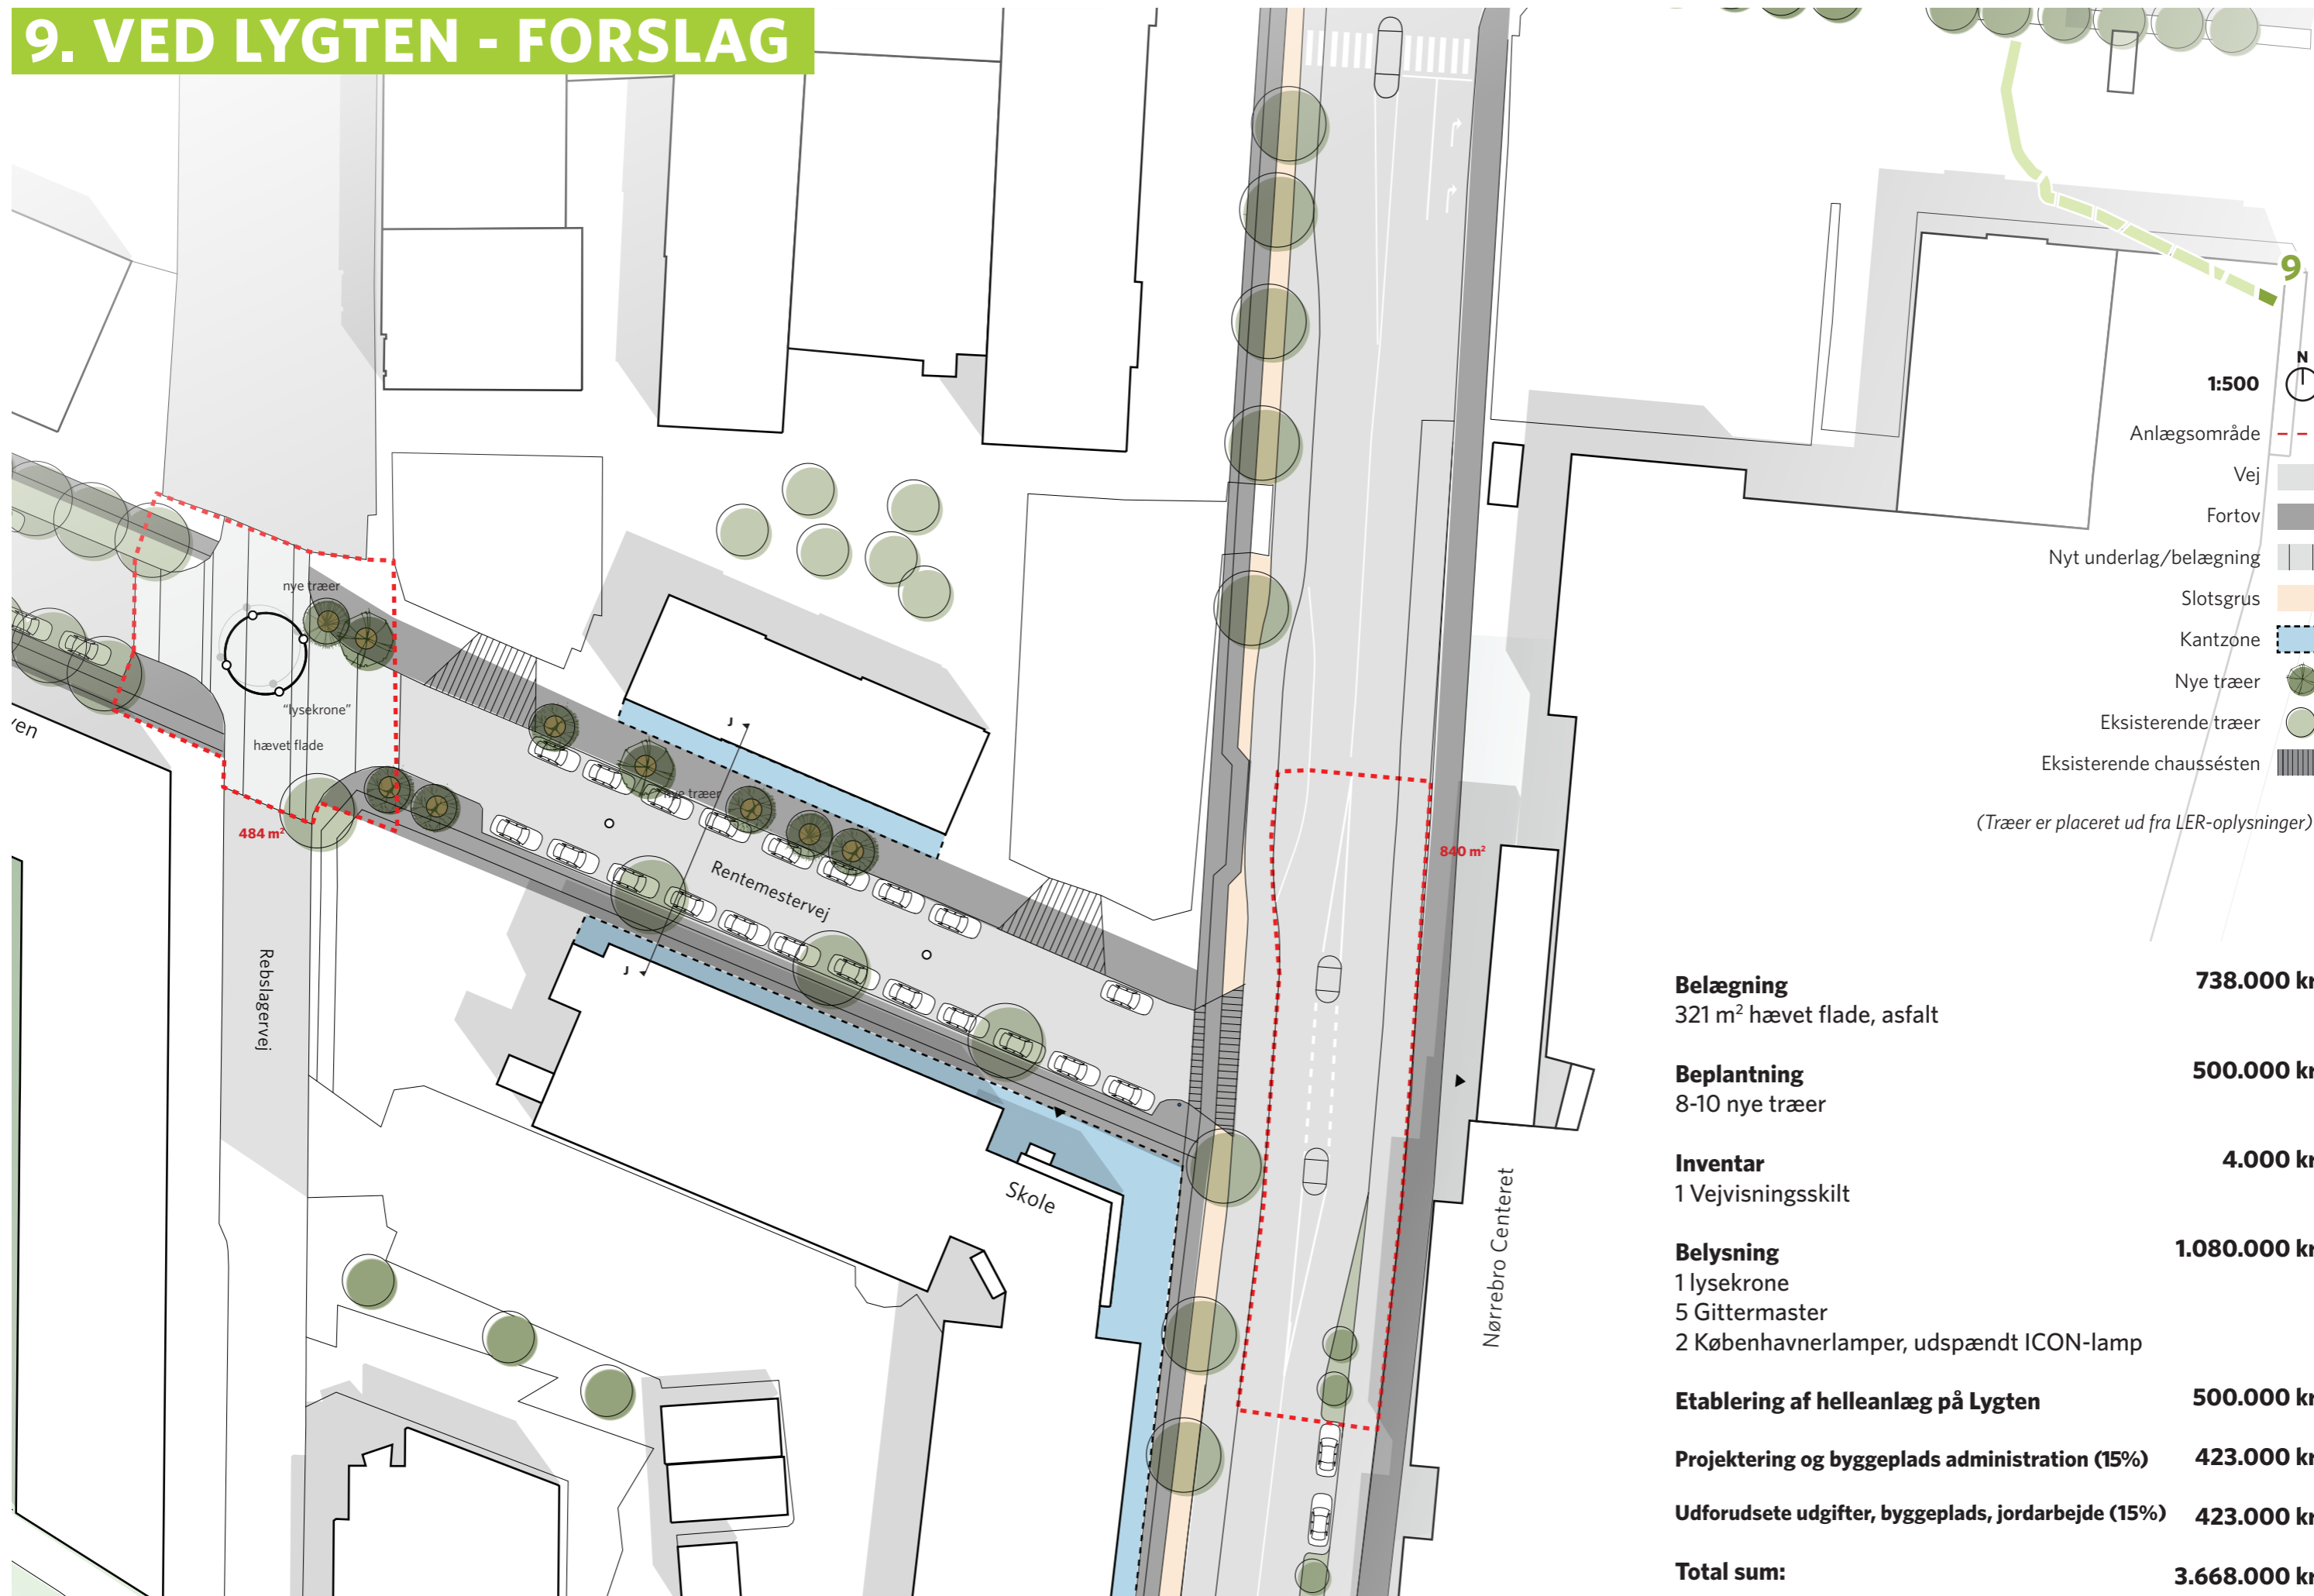 9. VED LYGTEN - FORSLAG
9
N
1:500
Anlægsområde
Vej
Fortov
Nyt underlag/belægning
Slotsgrus
Kantzone
Nye træer
Eksisterende træer
Eksisterende chaussésten
(Træer er placeret ud fra LER-oplysninger)
nye træer
"lysekrone"
hævet flade
484 m²
J
nye træer
Rentemestervej
J
840 m²
Rebslagervej
Skole
Nørrebro Centeret
Belægning 738.000 kr
321 m² hævet flade, asfalt
Beplantning 500.000 kr
8-10 nye træer
Inventar 4.000 kr
1 Vejvisningsskilt
Belysning 1.080.000 kr
1 lysekrone
5 Gittermaster
2 Københavnerlamper, udspændt ICON-lamp
Etablering af helleanlæg på Lygten 500.000 kr
Projektering og byggeplads administration (15%) 423.000 kr
Udforudsete udgifter, byggeplads, jordarbejde (15%) 423.000 kr
Total sum: 3.668.000 kr